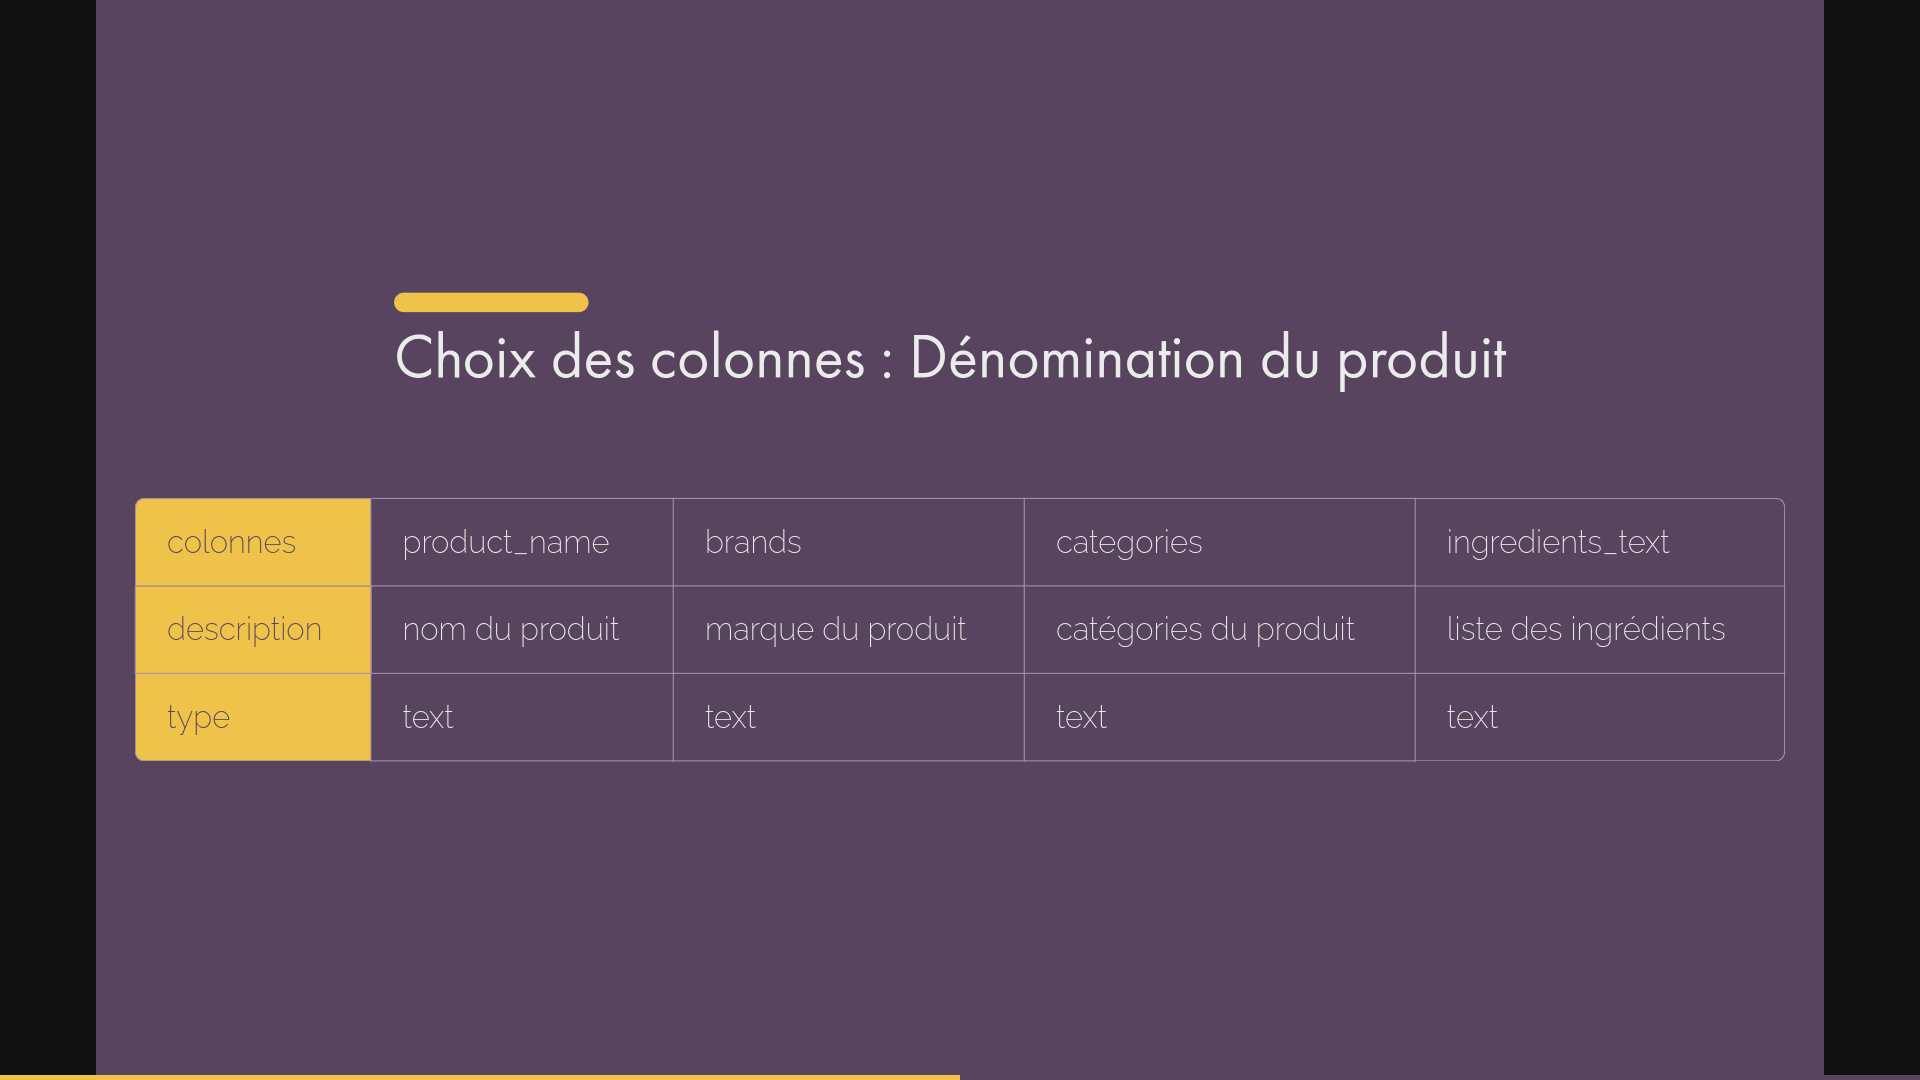 Choix des colonnes : Dénomination du produit
colonnes product_name brands categories ingredients_text
description nom du produit marque du produit catégories du produit liste des ingrédients
type text text text text